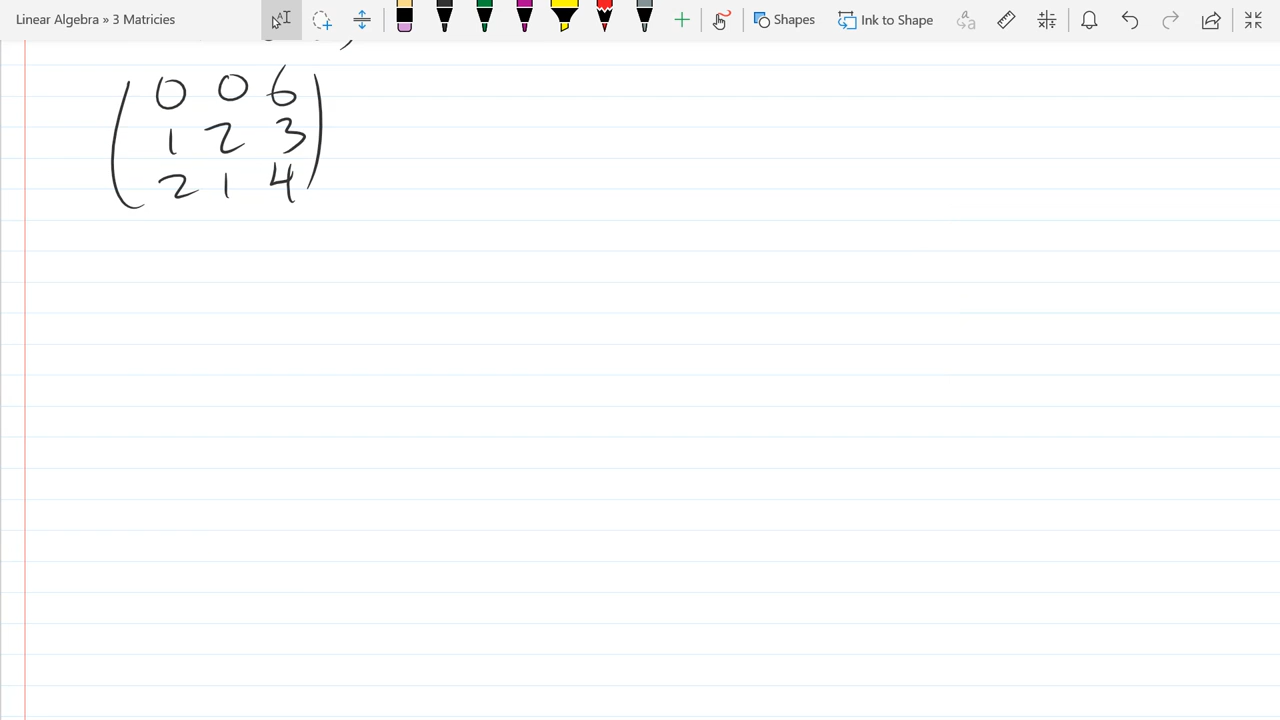 Linear Algebra » 3 Matricies
Shapes
Ink to Shape
0 0 6
1 2 3
2 1 4